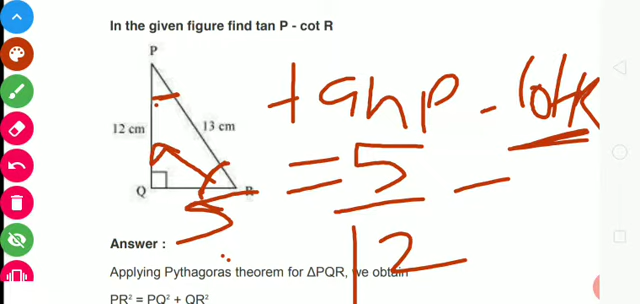 In the given figure find tan P - cot R
P
tan P - cot R
12 cm
13 cm
= 5/12 -
Q
R
5
Answer :
Applying Pythagoras theorem for ΔPQR, we obtain
PR² = PQ² + QR²